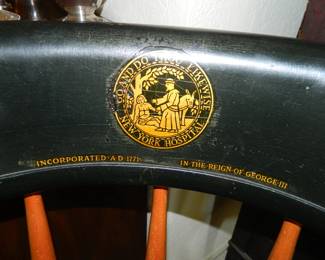 GO AND DO THOU LIKEWISE
NEW YORK HOSPITAL
INCORPORATED A D 1771
IN THE REIGN OF GEORGE III